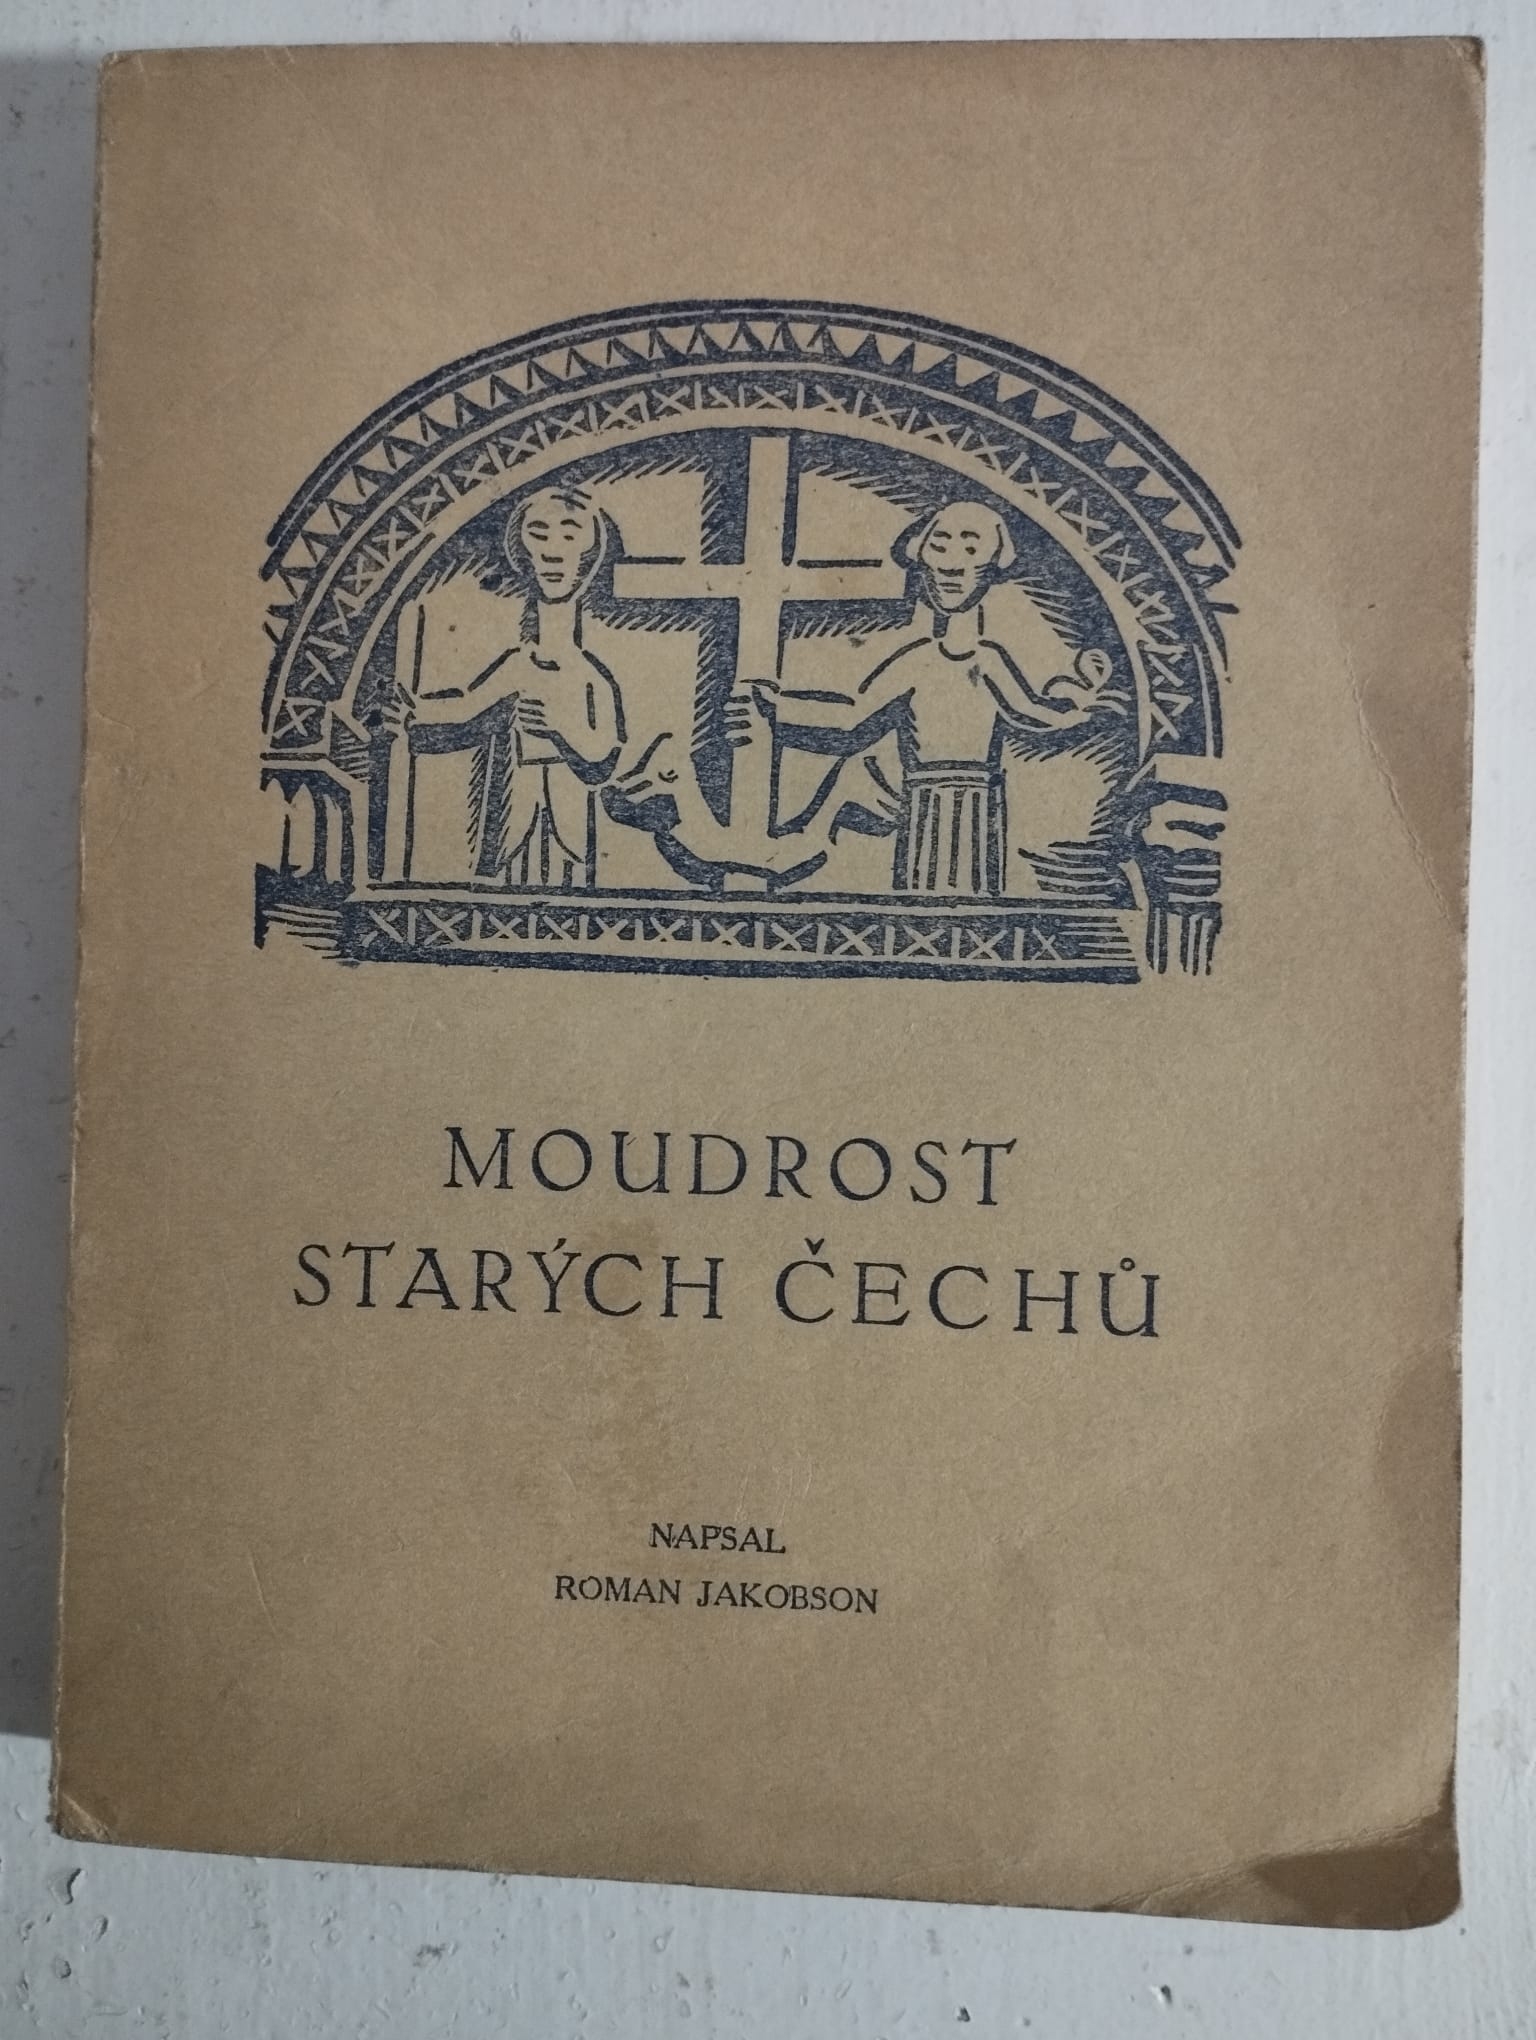 MOUDROST
STARÝCH ČECHŮ
NAPSAL
ROMAN JAKOBSON